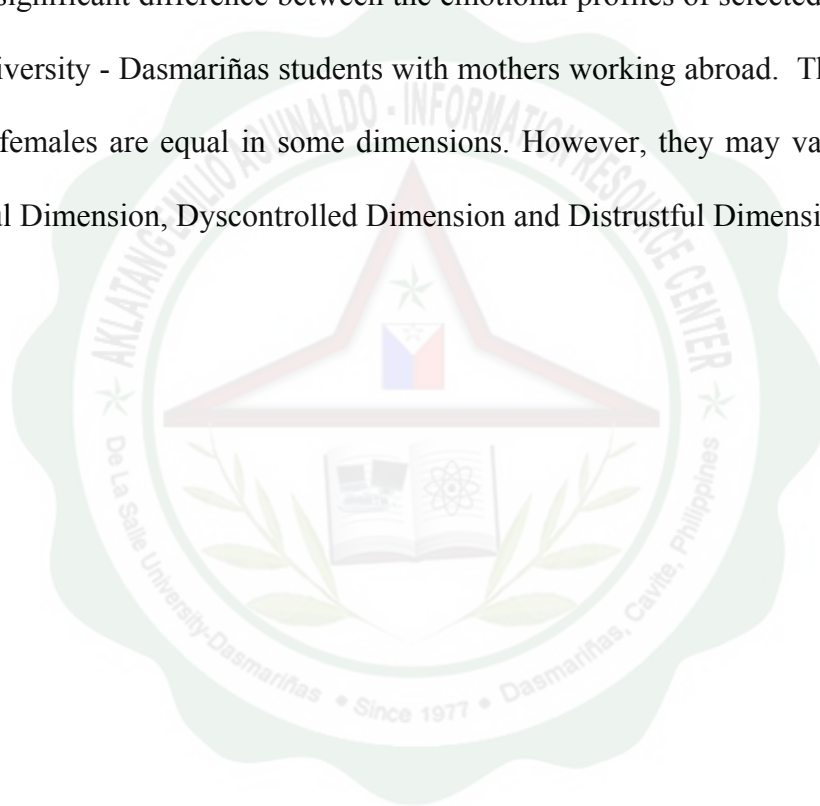 significant difference between the emotional profiles of selected
iversity - Dasmariñas students with mothers working abroad. Th
females are equal in some dimensions. However, they may va
l Dimension, Dyscontrolled Dimension and Distrustful Dimensi
AKLATANG EMILIO AGUINALDO - INFORMATION RESOURCE CENTER
De La Salle University-Dasmariñas • Since 1977 • Dasmariñas, Cavite, Philippines